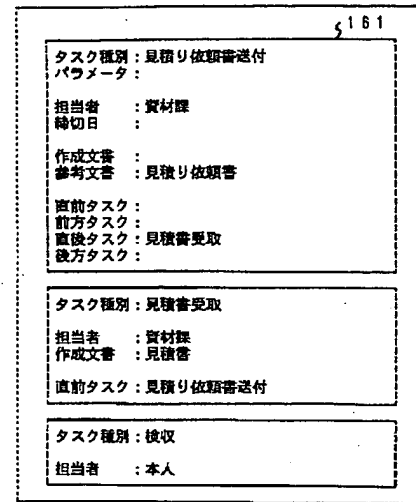 161
タスク種別：見積り依頼書送付
パラメータ：
担当者　：資材課
締切日　：
作成文書　：
参考文書　：見積り依頼書
直前タスク：
前方タスク：
直後タスク：見積書受取
後方タスク：
タスク種別：見積書受取
担当者　：資材課
作成文書　：見積書
直前タスク：見積り依頼書送付
タスク種別：検収
担当者　：本人